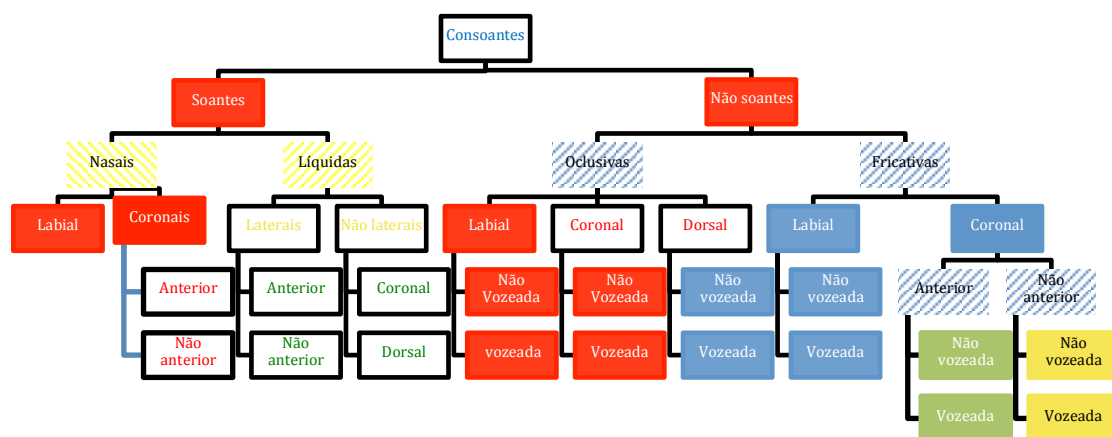 Consoantes
Soantes
Não soantes
Nasais
Líquidas
Oclusivas
Fricativas
Labial
Coronais
Laterais
Não laterais
Labial
Coronal
Dorsal
Labial
Coronal
Anterior
Anterior
Coronal
Não
Vozeada
Não
Vozeada
Não
vozeada
Não
vozeada
Anterior
Não
anterior
Não
anterior
Não
anterior
Dorsal
vozeada
Vozeada
Vozeada
Vozeada
Não
vozeada
Não
vozeada
Vozeada
Vozeada